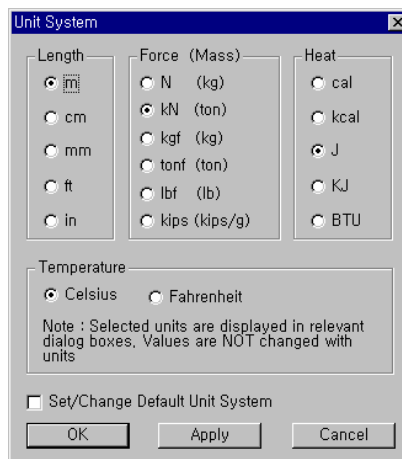 Unit System
Length
m
cm
mm
ft
in
Force (Mass)
N (kg)
kN (ton)
kgf (kg)
tonf (ton)
lbf (lb)
kips (kips/g)
Heat
cal
kcal
J
KJ
BTU
Temperature
Celsius Fahrenheit
Note : Selected units are displayed in relevant
dialog boxes, Values are NOT changed with
units
Set/Change Default Unit System
OK Apply Cancel